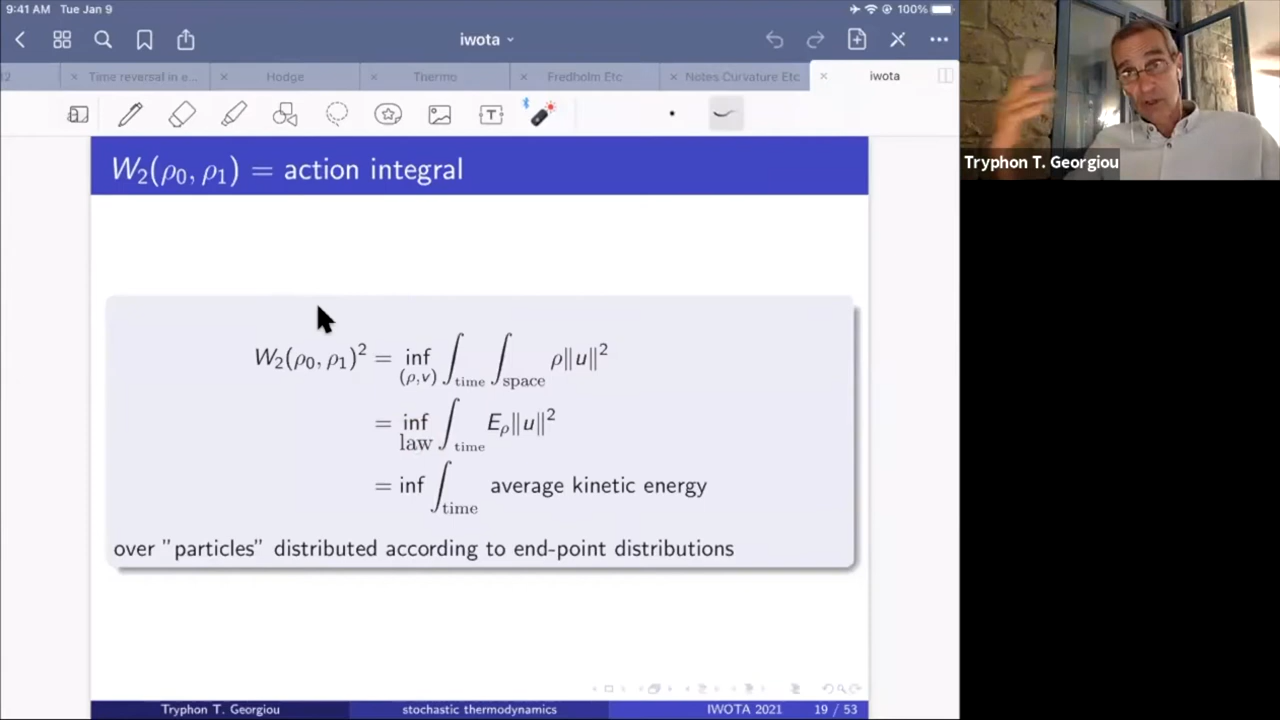 9:41 AM Tue Jan 9
100%
iwota
Time reversal in e...
Hodge
Thermo
Fredholm Etc
Notes Curvature Etc
iwota
T
Tryphon T. Georgiou
W₂(ρ₀, ρ₁) = action integral
W₂(ρ₀, ρ₁)² = inf_(ρ,v) ∫_time ∫_space ρ‖u‖²
= inf_law ∫_time E_ρ‖u‖²
= inf ∫_time average kinetic energy
over "particles" distributed according to end-point distributions
Tryphon T. Georgiou stochastic thermodynamics IWOTA 2021 19 / 53